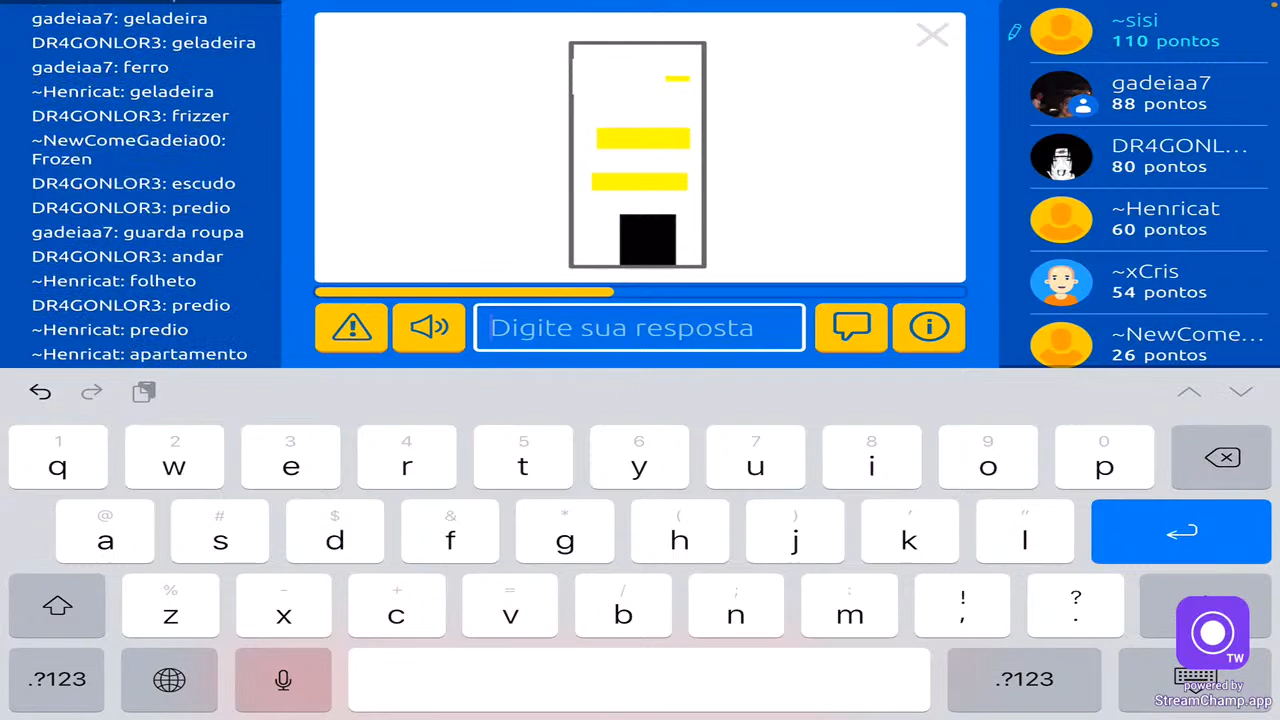 gadeiaa7: geladeira
DR4GONLOR3: geladeira
gadeiaa7: ferro
~Henricat: geladeira
DR4GONLOR3: frizzer
~NewComeGadeia00:
Frozen
DR4GONLOR3: escudo
DR4GONLOR3: predio
gadeiaa7: guarda roupa
DR4GONLOR3: andar
~Henricat: folheto
DR4GONLOR3: predio
~Henricat: predio
~Henricat: apartamento
Digite sua resposta
~sisi
110 pontos
gadeiaa7
88 pontos
DR4GONL...
80 pontos
~Henricat
60 pontos
~xCris
54 pontos
~NewCome...
26 pontos
1 2 3 4 5 6 7 8 9 0
q w e r t y u i o p
@ # $ & * ( ) ' "
a s d f g h j k l
% - + = / ; :
z x c v b n m ! , ? .
.?123 .?123
TW
powered by
StreamChamp.app